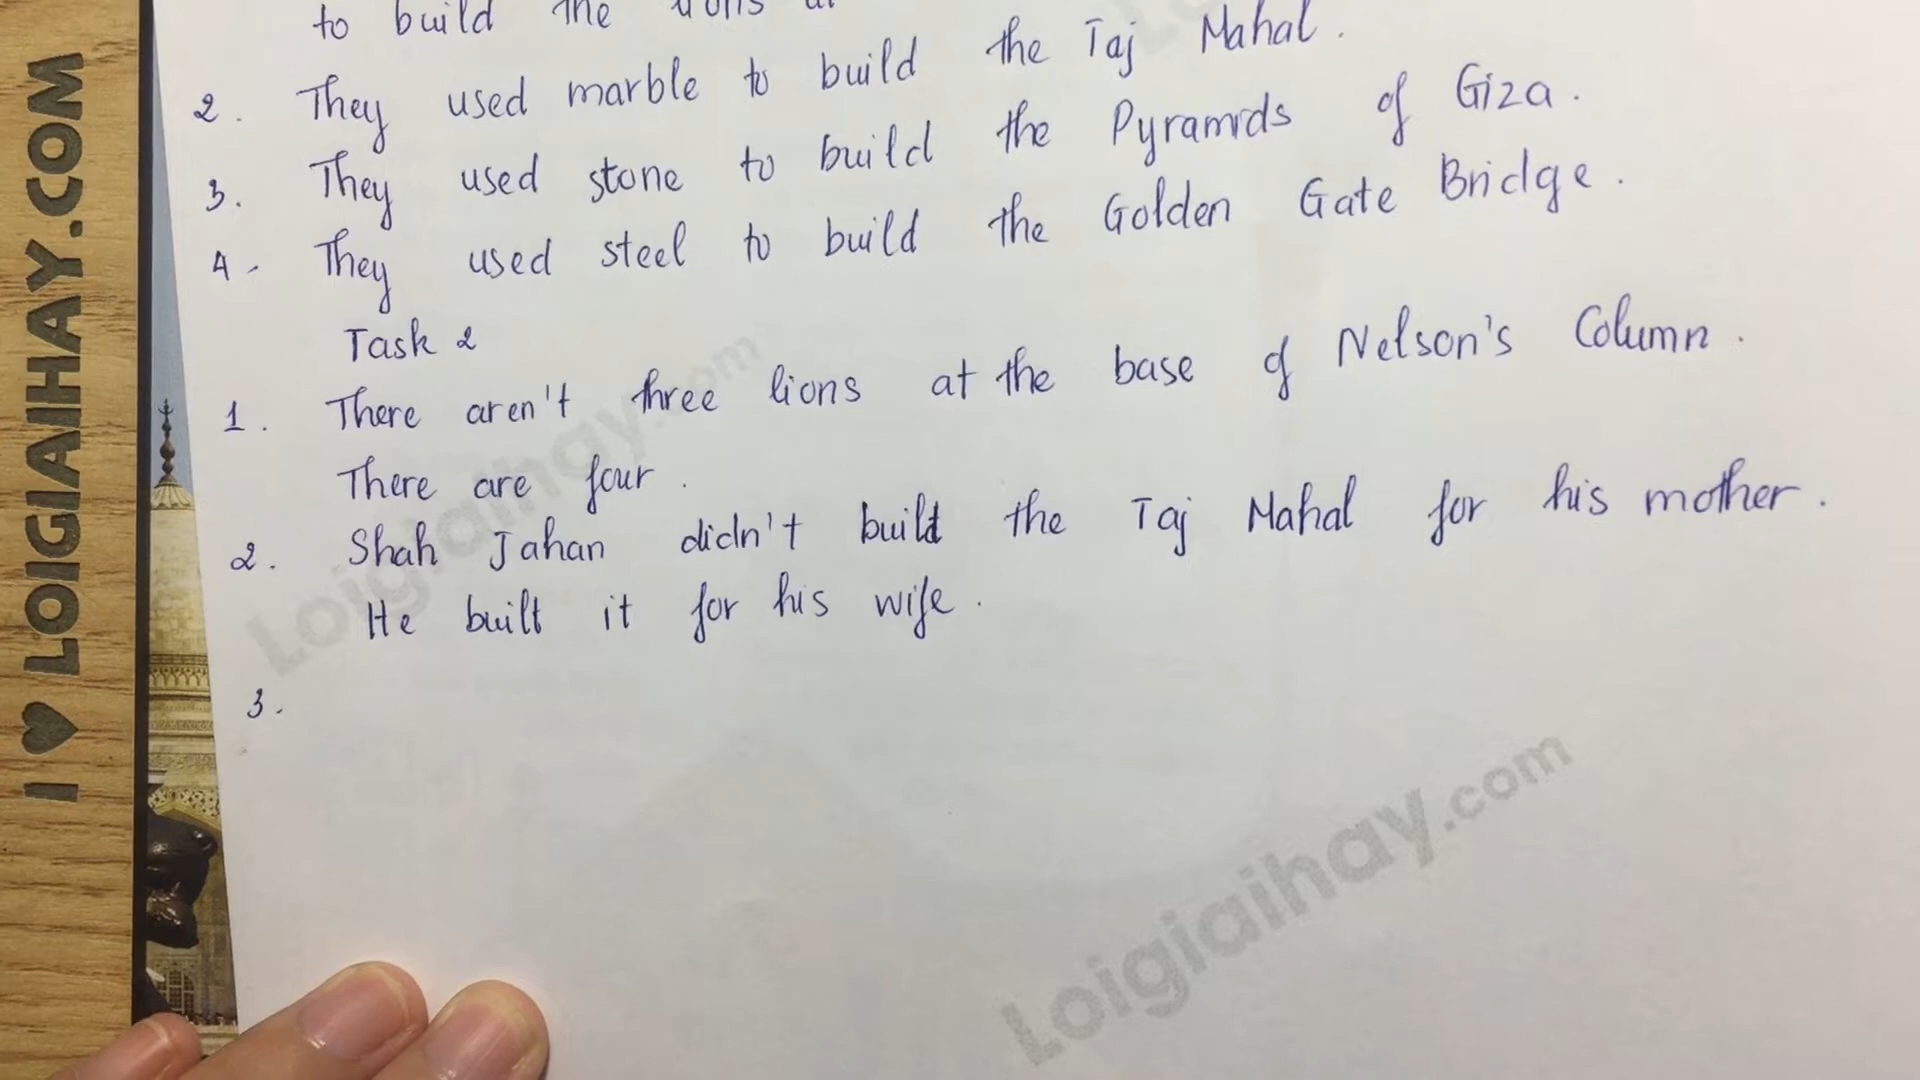 to build the lions at
2. They used marble to build the Taj Mahal.
3. They used stone to build the Pyramids of Giza.
4. They used steel to build the Golden Gate Bridge.
Task 2
1. There aren't three lions at the base of Nelson's Column.
There are four.
2. Shah Jahan didn't build the Taj Mahal for his mother.
He built it for his wife.
3.
I ♥ LOIGIAIHAY.COM
Loigiaihay.com
Loigiaihay.com